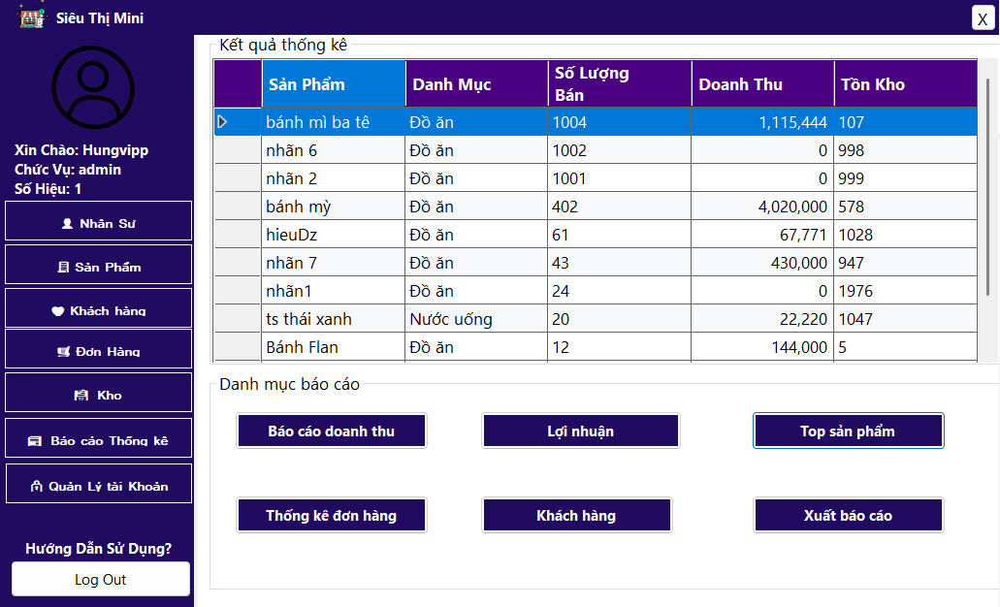 Siêu Thị Mini
X
Xin Chào: Hungvipp
Chức Vụ: admin
Số Hiệu: 1
Nhân Sự
Sản Phẩm
Khách hàng
Đơn Hàng
Kho
Báo cáo Thống kê
Quản Lý tài Khoản
Hướng Dẫn Sử Dụng?
Log Out
Kết quả thống kê
Sản Phẩm Danh Mục Số Lượng Bán Doanh Thu Tồn Kho
bánh mì ba tê Đồ ăn 1004 1,115,444 107
nhãn 6 Đồ ăn 1002 0 998
nhãn 2 Đồ ăn 1001 0 999
bánh mỳ Đồ ăn 402 4,020,000 578
hieuDz Đồ ăn 61 67,771 1028
nhãn 7 Đồ ăn 43 430,000 947
nhãn1 Đồ ăn 24 0 1976
ts thái xanh Nước uống 20 22,220 1047
Bánh Flan Đồ ăn 12 144,000 5
Danh mục báo cáo
Báo cáo doanh thu
Lợi nhuận
Top sản phẩm
Thống kê đơn hàng
Khách hàng
Xuất báo cáo